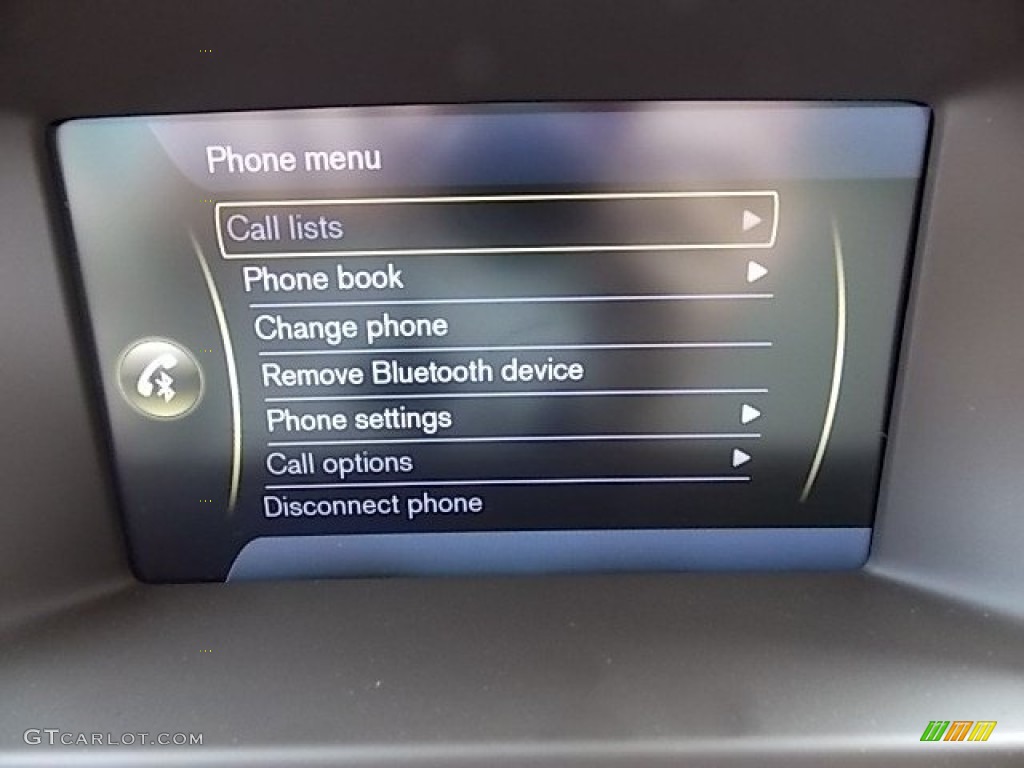 Phone menu
Call lists
Phone book
Change phone
Remove Bluetooth device
Phone settings
Call options
Disconnect phone
GTCARLOT.COM